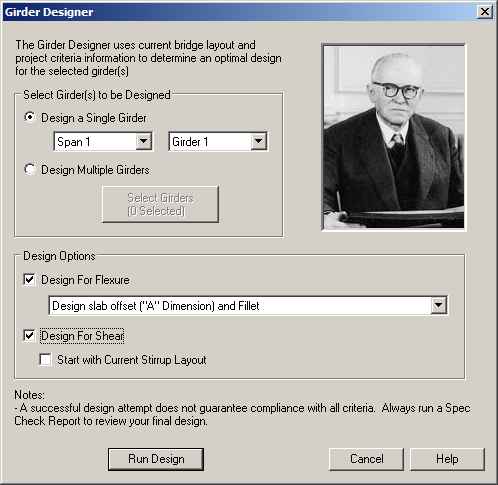 Girder Designer
The Girder Designer uses current bridge layout and
project criteria information to determine an optimal design
for the selected girder(s)
Select Girder(s) to be Designed
Design a Single Girder
Span 1
Girder 1
Design Multiple Girders
Select Girders
(0 Selected)
Design Options
Design For Flexure
Design slab offset ("A" Dimension) and Fillet
Design For Shear
Start with Current Stirrup Layout
Notes:
- A successful design attempt does not guarantee compliance with all criteria.  Always run a Spec
Check Report to review your final design.
Run Design
Cancel
Help